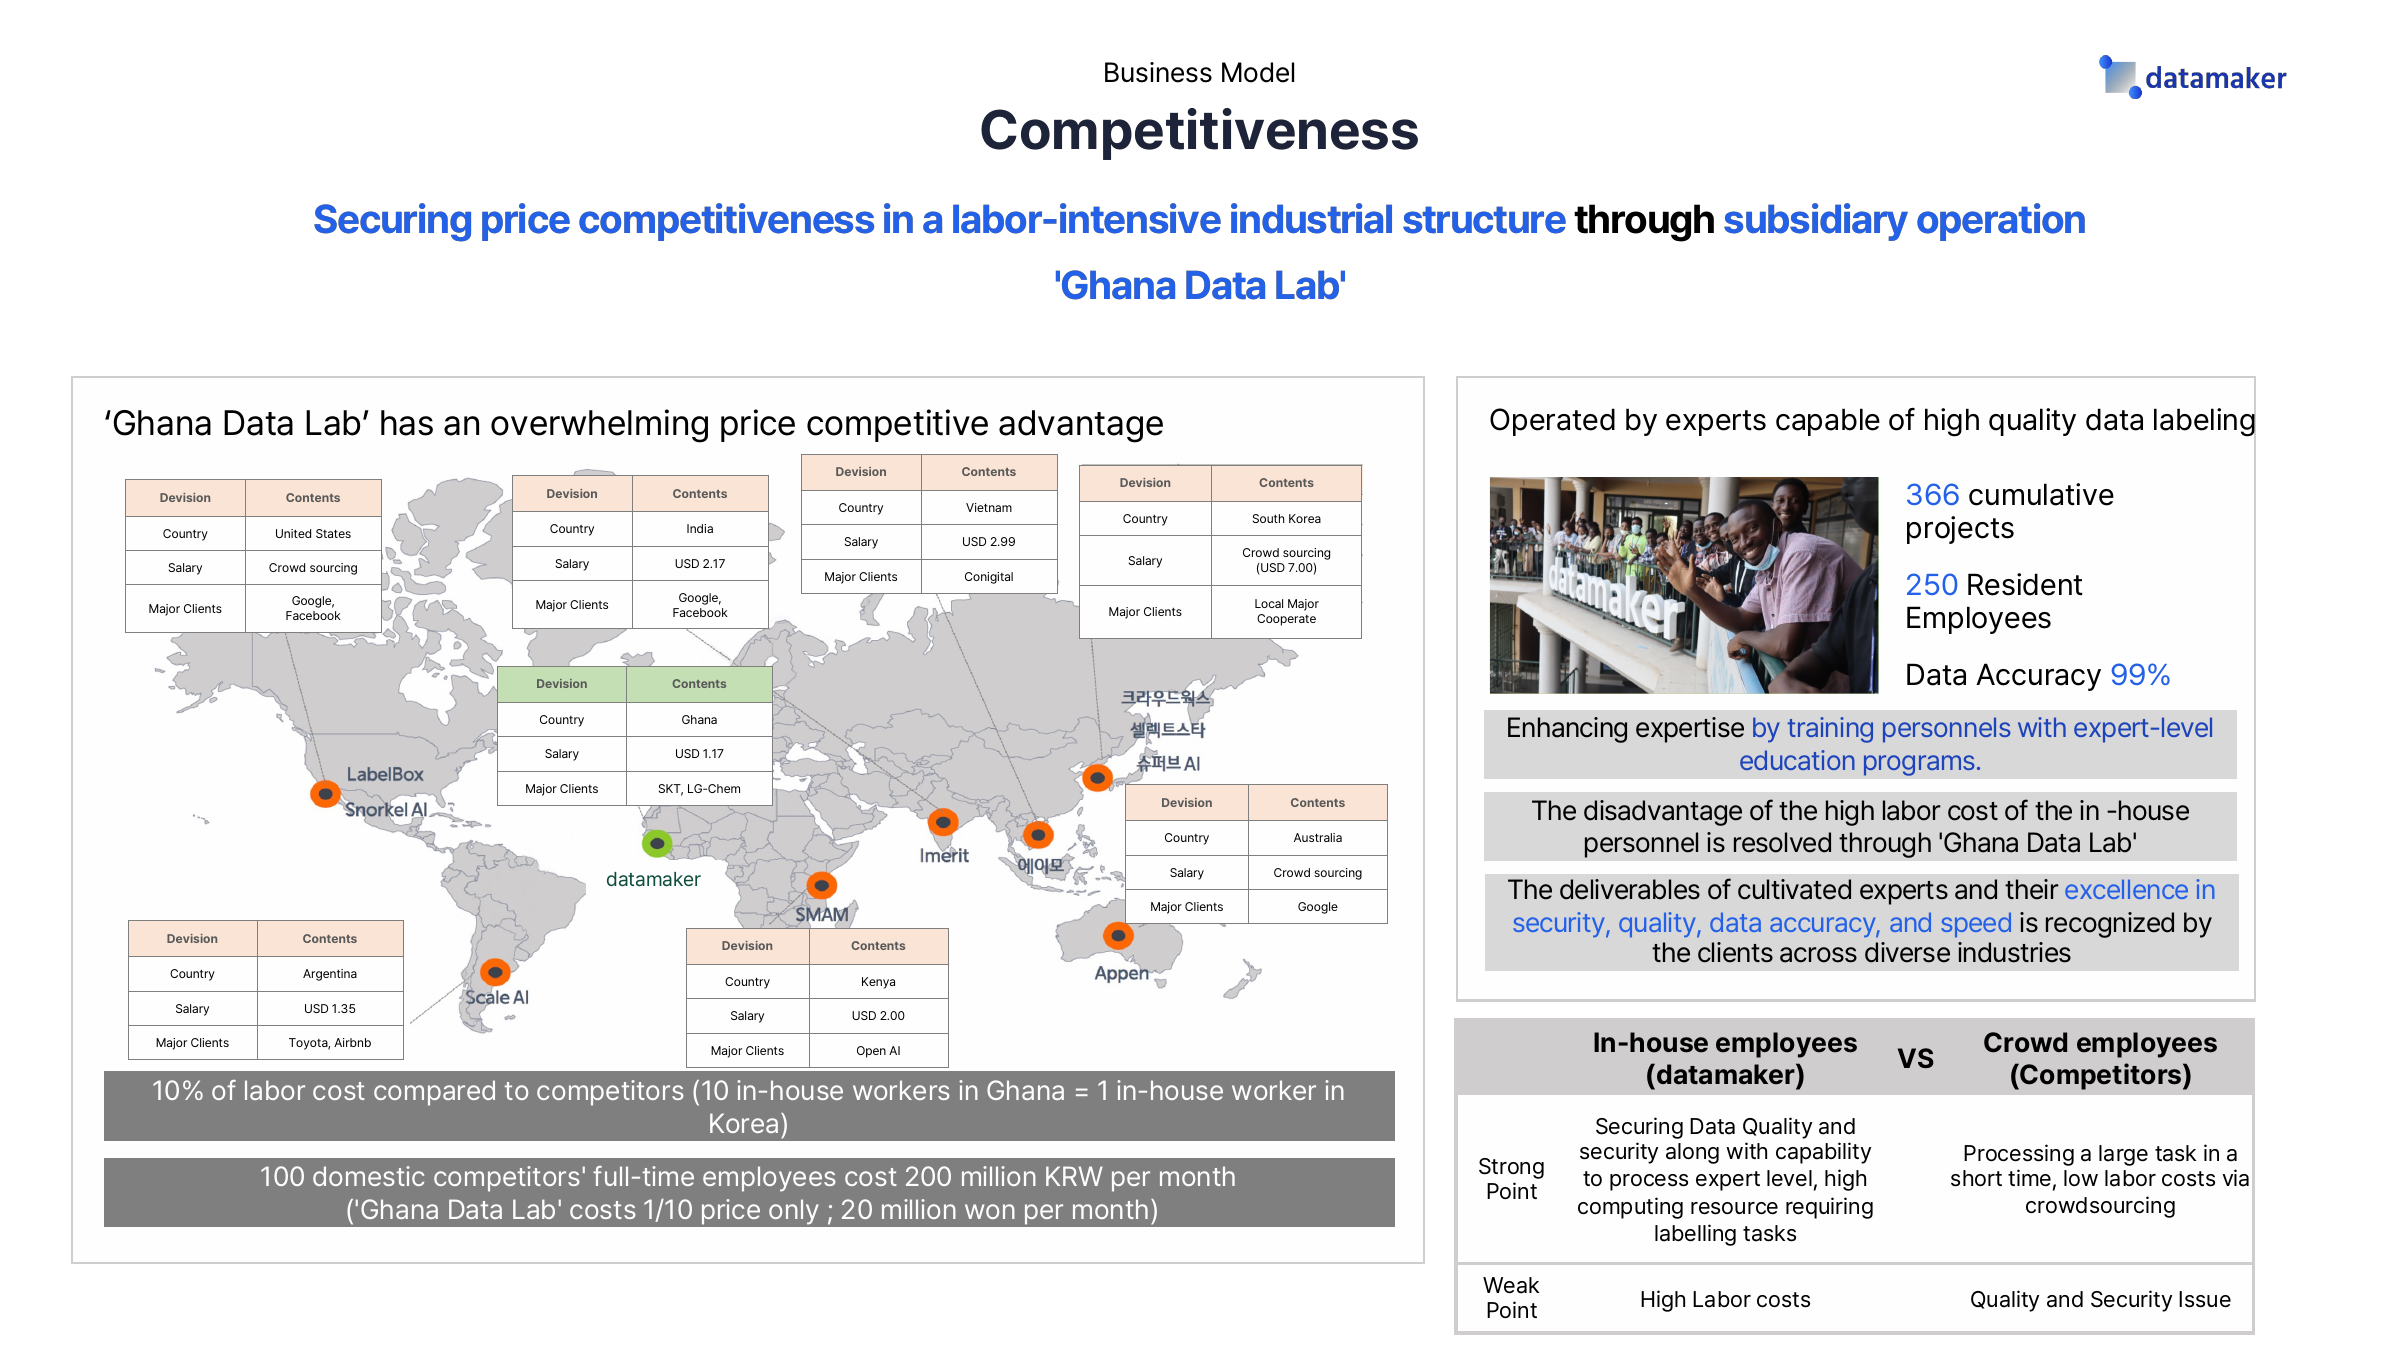 Business Model
datamaker
Competitiveness
Securing price competitiveness in a labor-intensive industrial structure through subsidiary operation
'Ghana Data Lab'
‘Ghana Data Lab’ has an overwhelming price competitive advantage
Devision Contents
Country United States
Salary Crowd sourcing
Major Clients Google,
Facebook
Devision Contents
Country India
Salary USD 2.17
Major Clients Google,
Facebook
Devision Contents
Country Vietnam
Salary USD 2.99
Major Clients Conigital
Devision Contents
Country South Korea
Salary Crowd sourcing
(USD 7.00)
Major Clients Local Major
Cooperate
Devision Contents
Country Ghana
Salary USD 1.17
Major Clients SKT, LG-Chem
크라우드웍스
셀렉트스타
슈퍼브 AI
LabelBox
Snorkel AI
Devision Contents
Country Australia
Salary Crowd sourcing
Major Clients Google
Imerit
에이모
datamaker
SMAM
Appen
Scale AI
Devision Contents
Country Argentina
Salary USD 1.35
Major Clients Toyota, Airbnb
Devision Contents
Country Kenya
Salary USD 2.00
Major Clients Open AI
10% of labor cost compared to competitors (10 in-house workers in Ghana = 1 in-house worker in
Korea)
100 domestic competitors' full-time employees cost 200 million KRW per month
('Ghana Data Lab' costs 1/10 price only ; 20 million won per month)
Operated by experts capable of high quality data labeling
datamaker
366 cumulative
projects
250 Resident
Employees
Data Accuracy 99%
Enhancing expertise by training personnels with expert-level
education programs.
The disadvantage of the high labor cost of the in -house
personnel is resolved through 'Ghana Data Lab'
The deliverables of cultivated experts and their excellence in
security, quality, data accuracy, and speed is recognized by
the clients across diverse industries
In-house employees
(datamaker)
VS
Crowd employees
(Competitors)
Strong
Point
Securing Data Quality and
security along with capability
to process expert level, high
computing resource requiring
labelling tasks
Processing a large task in a
short time, low labor costs via
crowdsourcing
Weak
Point
High Labor costs
Quality and Security Issue